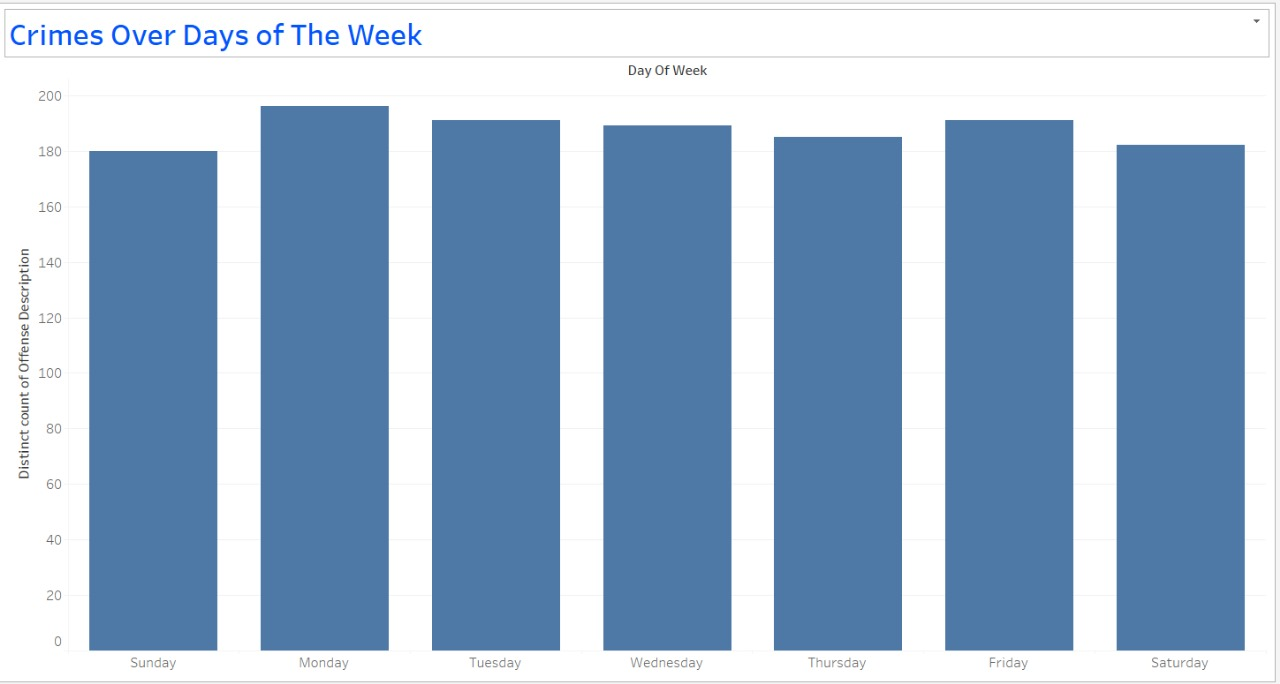 Crimes Over Days of The Week
Day Of Week
Distinct count of Offense Description
200
180
160
140
120
100
80
60
40
20
0
Sunday Monday Tuesday Wednesday Thursday Friday Saturday